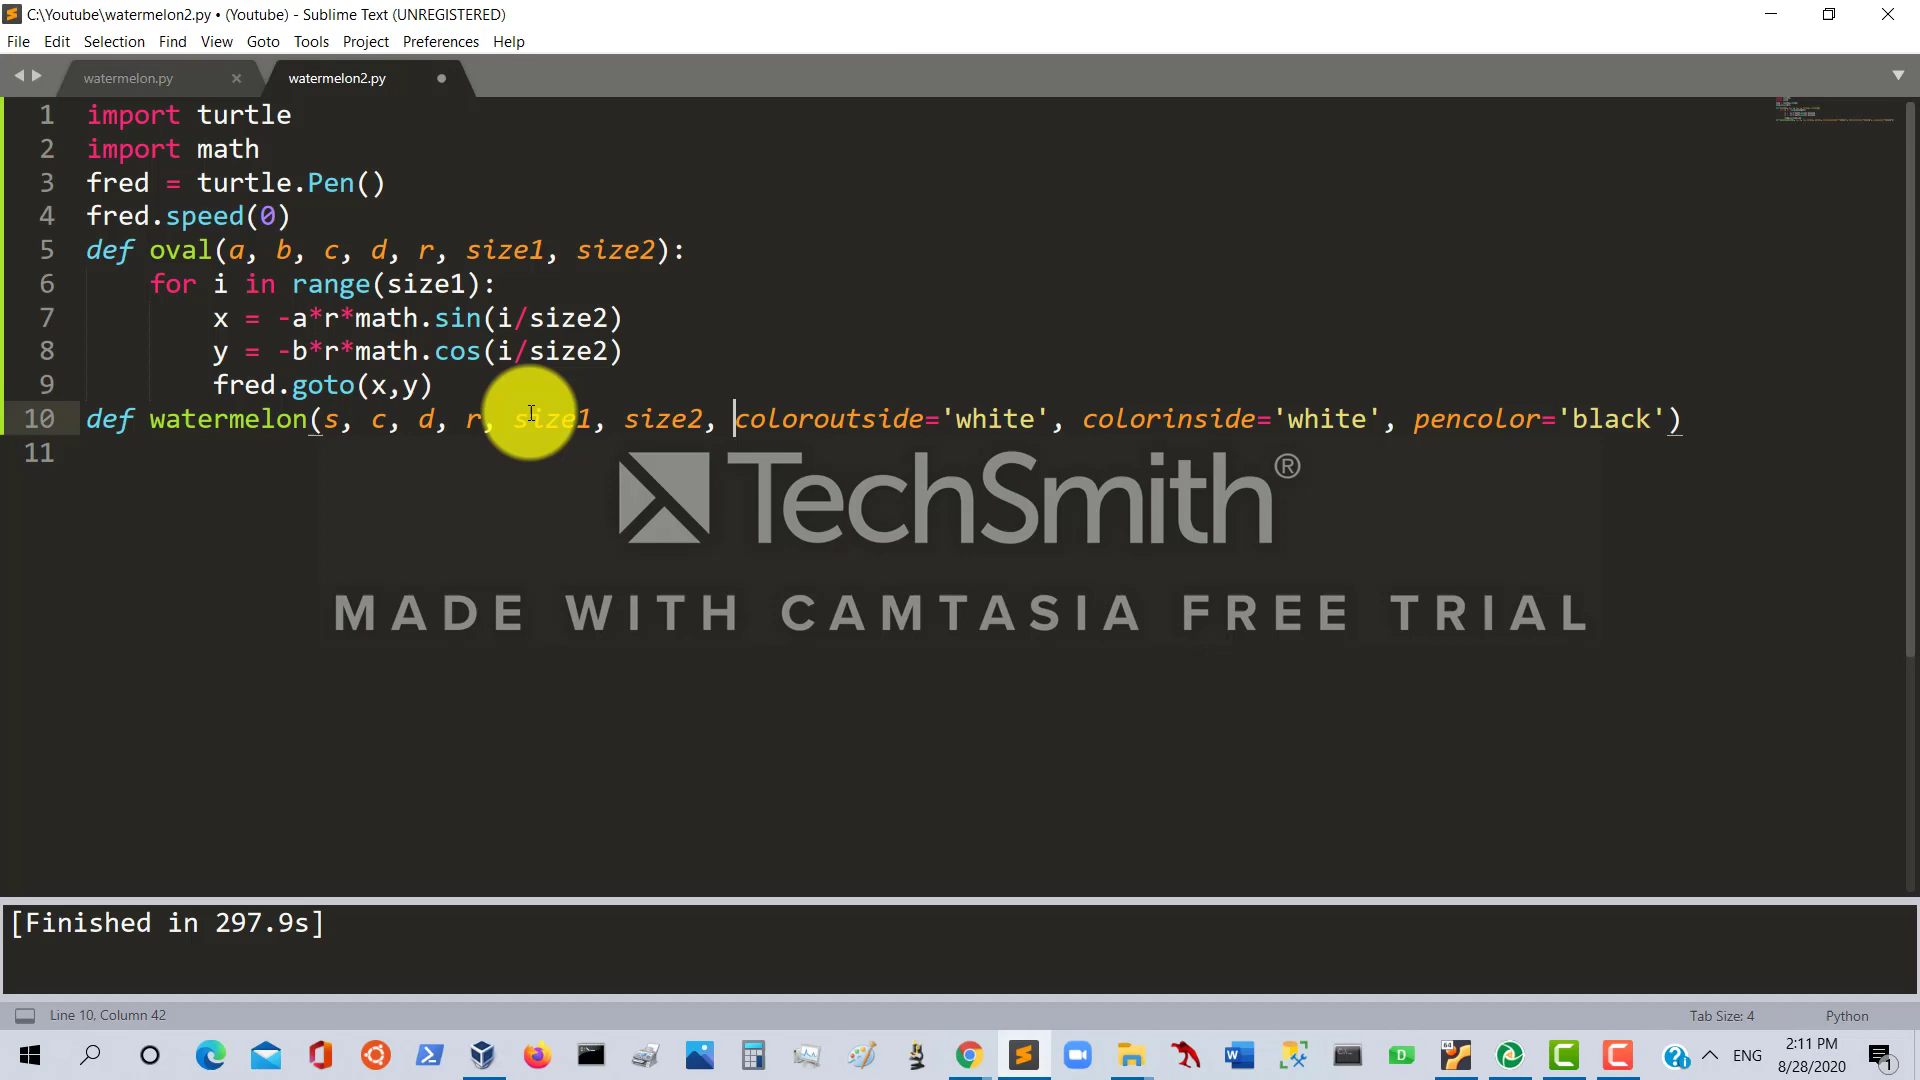 C:\Youtube\watermelon2.py • (Youtube) - Sublime Text (UNREGISTERED)
File Edit Selection Find View Goto Tools Project Preferences Help
watermelon.py × watermelon2.py
1 import turtle
2 import math
3 fred = turtle.Pen()
4 fred.speed(0)
5 def oval(a, b, c, d, r, size1, size2):
6 for i in range(size1):
7 x = -a*r*math.sin(i/size2)
8 y = -b*r*math.cos(i/size2)
9 fred.goto(x,y)
10 def watermelon(s, c, d, r, size1, size2, coloroutside='white', colorinside='white', pencolor='black')
11
TechSmith®
MADE WITH CAMTASIA FREE TRIAL
[Finished in 297.9s]
Line 10, Column 42 Tab Size: 4 Python
ENG 2:11 PM
8/28/2020